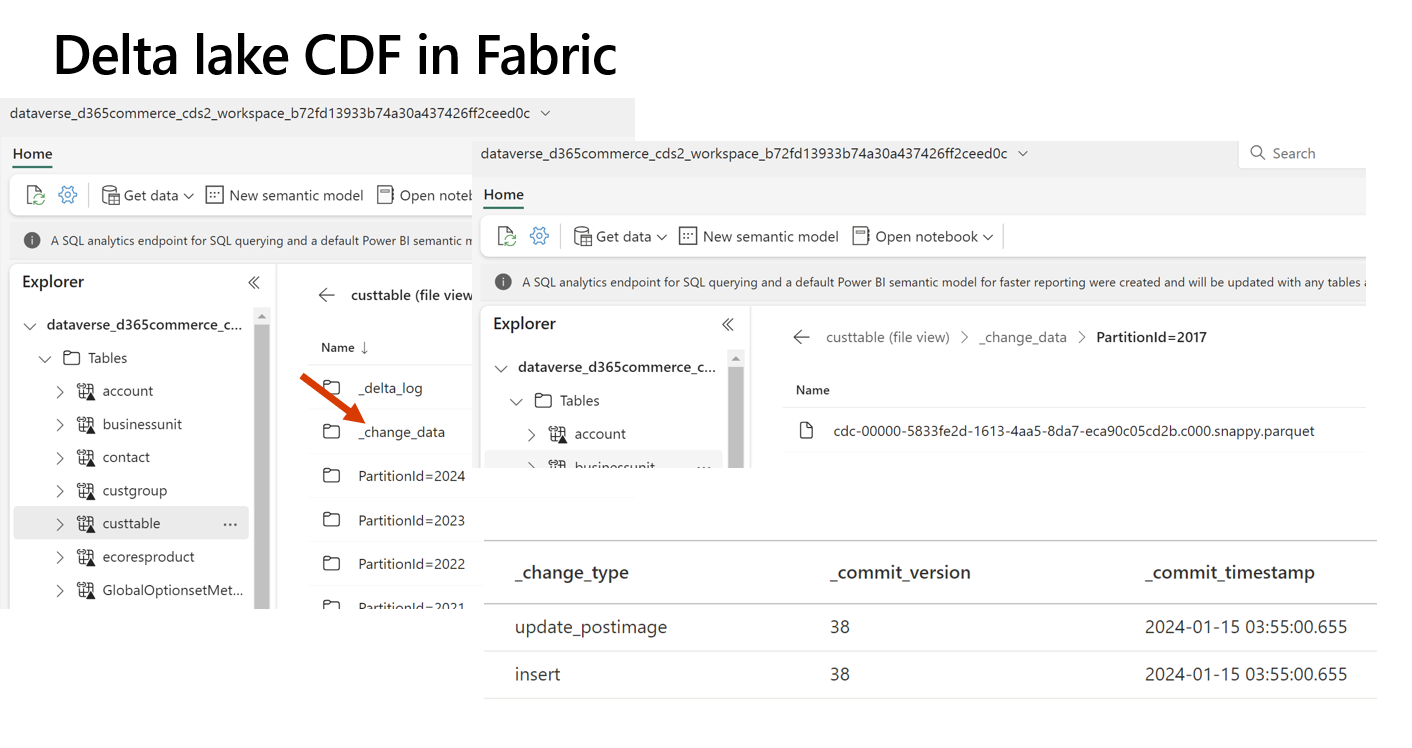 Delta lake CDF in Fabric
dataverse_d365commerce_cds2_workspace_b72fd13933b74a30a437426ff2ceed0c
Home
Get data
New semantic model
Open noteb
A SQL analytics endpoint for SQL querying and a default Power BI semantic m
Explorer
dataverse_d365commerce_c...
Tables
account
businessunit
contact
custgroup
custtable
ecoresproduct
GlobalOptionsetMet...
custtable (file view
Name
_delta_log
_change_data
PartitionId=2024
PartitionId=2023
PartitionId=2022
PartitionId=2021
dataverse_d365commerce_cds2_workspace_b72fd13933b74a30a437426ff2ceed0c
Search
Home
Get data
New semantic model
Open notebook
A SQL analytics endpoint for SQL querying and a default Power BI semantic model for faster reporting were created and will be updated with any tables a
Explorer
dataverse_d365commerce_c...
Tables
account
businessunit
custtable (file view) > _change_data > PartitionId=2017
Name
cdc-00000-5833fe2d-1613-4aa5-8da7-eca90c05cd2b.c000.snappy.parquet
_change_type _commit_version _commit_timestamp
update_postimage 38 2024-01-15 03:55:00.655
insert 38 2024-01-15 03:55:00.655